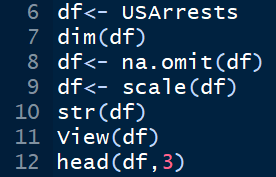 6 df<- USArrests
7 dim(df)
8 df<- na.omit(df)
9 df<- scale(df)
10 str(df)
11 View(df)
12 head(df,3)